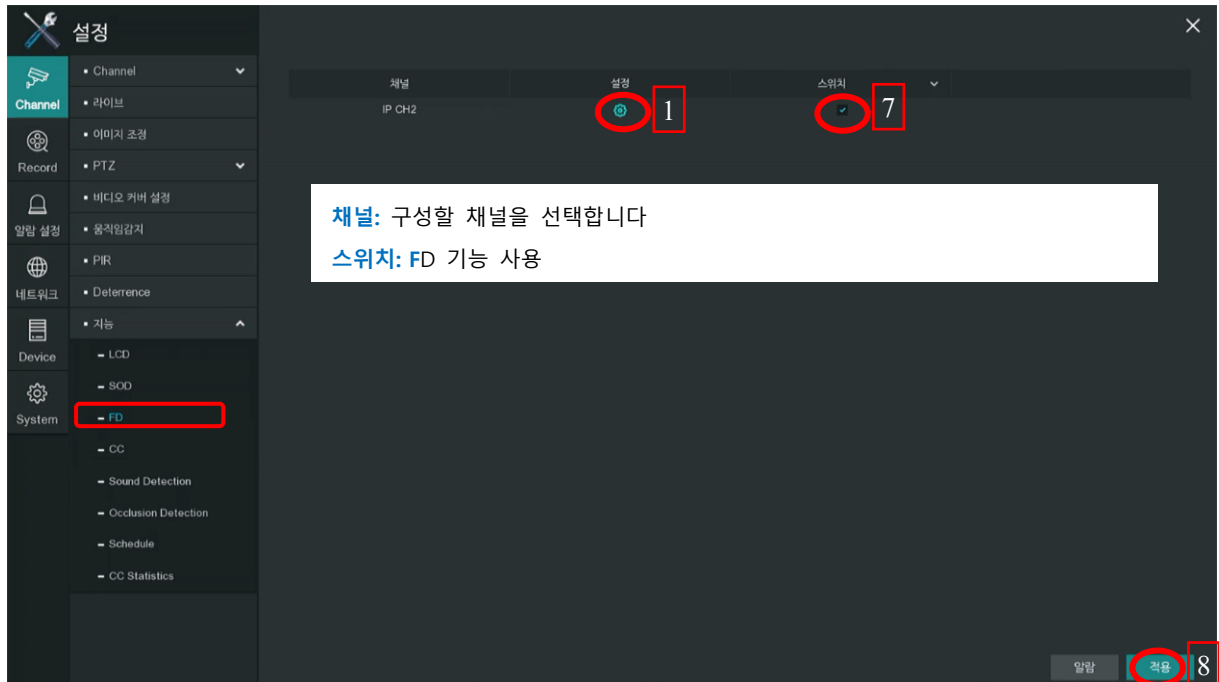 설정
Channel
Record
알람 설정
네트워크
Device
System
▪ Channel
▪ 라이브
▪ 이미지 조정
▪ PTZ
▪ 비디오 커버 설정
▪ 움직임감지
▪ PIR
▪ Deterrence
▪ 지능
– LCD
– SOD
– FD
– CC
– Sound Detection
– Occlusion Detection
– Schedule
– CC Statistics
채널 설정 스위치
IP CH2 1 7
채널: 구성할 채널을 선택합니다
스위치: FD 기능 사용
알람 적용 8